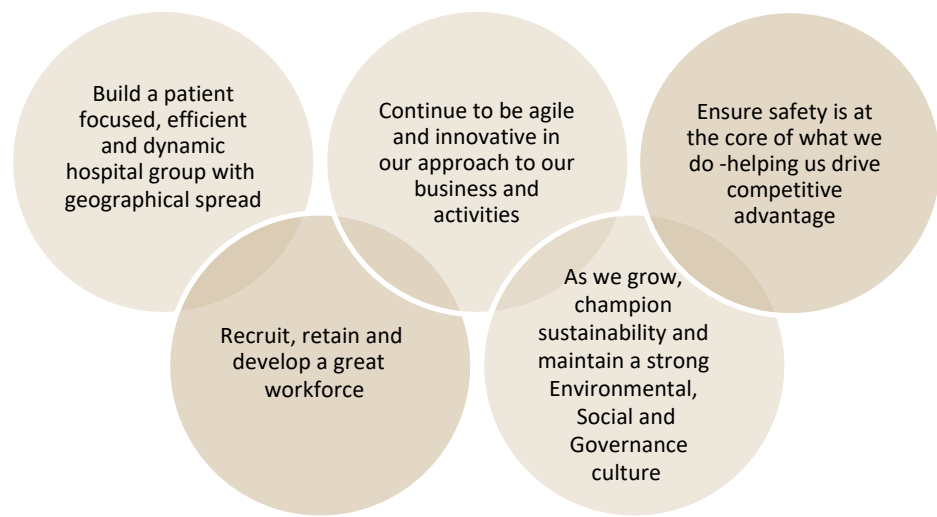 Build a patient
focused, efficient
and dynamic
hospital group with
geographical spread
Recruit, retain and
develop a great
workforce
Continue to be agile
and innovative in
our approach to our
business and
activities
As we grow,
champion
sustainability and
maintain a strong
Environmental,
Social and
Governance
culture
Ensure safety is at
the core of what we
do -helping us drive
competitive
advantage